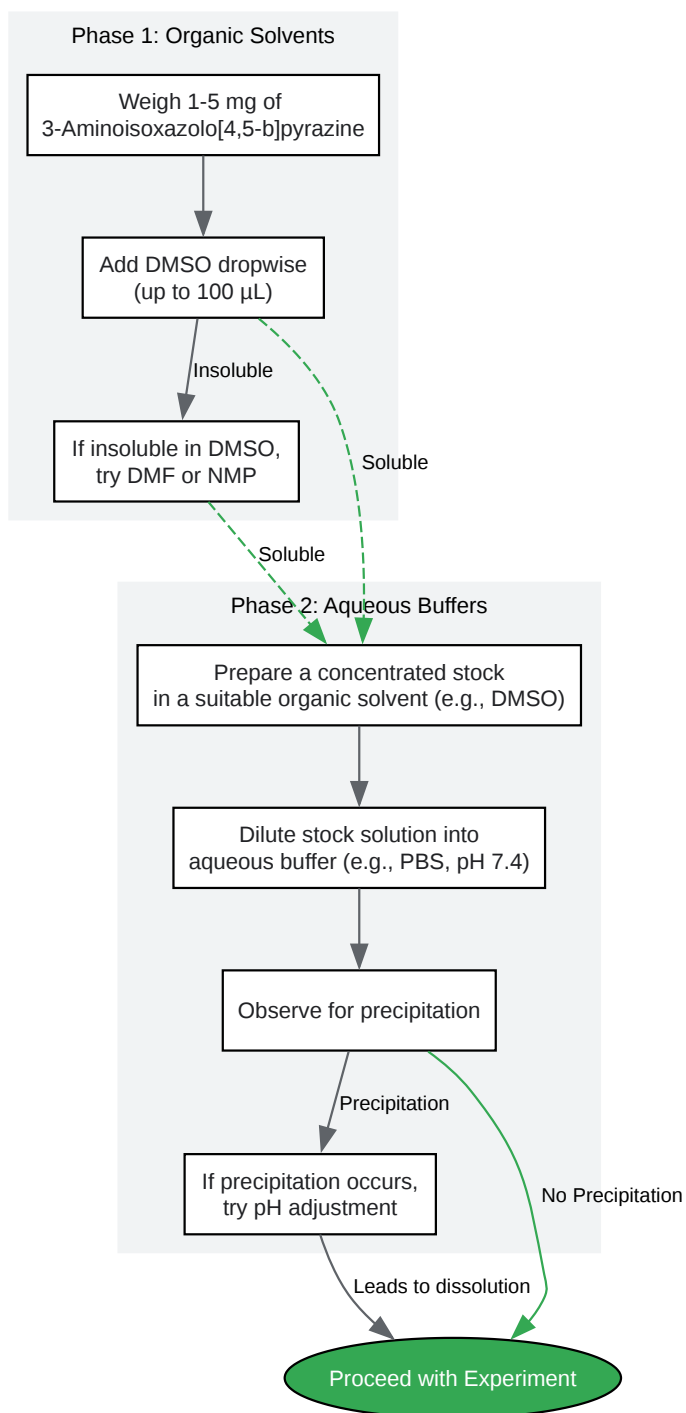 Phase 1: Organic Solvents
Weigh 1-5 mg of
3-Aminoisoxazolo[4,5-b]pyrazine
Add DMSO dropwise
(up to 100 µL)
Insoluble
If insoluble in DMSO,
try DMF or NMP
Soluble
Soluble
Phase 2: Aqueous Buffers
Prepare a concentrated stock
in a suitable organic solvent (e.g., DMSO)
Dilute stock solution into
aqueous buffer (e.g., PBS, pH 7.4)
Observe for precipitation
Precipitation
If precipitation occurs,
try pH adjustment
No Precipitation
Leads to dissolution
Proceed with Experiment